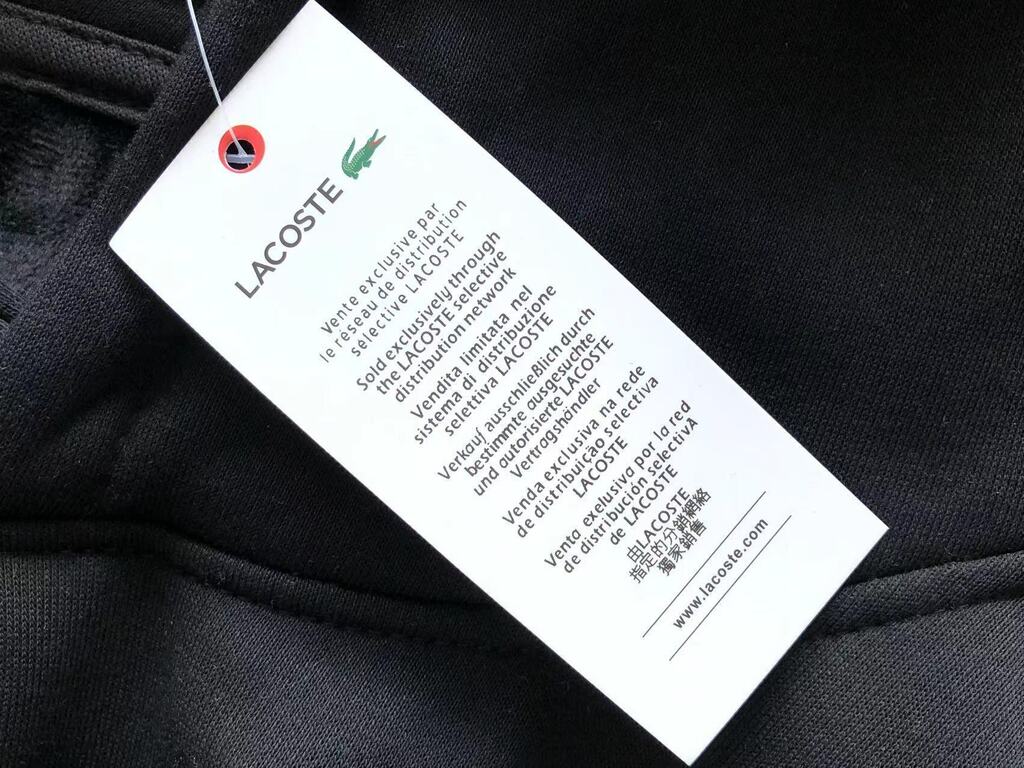 LACOSTE
Vente exclusive par
le réseau de distribution
sélective LACOSTE
Sold exclusively through
the LACOSTE selective
distribution network
Vendita limitata nel
sistema di distribuzione
selettiva LACOSTE
Verkauf ausschließlich durch
bestimmte ausgesuchte
und autorisierte LACOSTE
Vertragshändler
Venda exclusiva na rede
de distribuicão selectiva
LACOSTE
Venta exclusiva por la red
de distribución selectivA
de LACOSTE
由LACOSTE
指定的分銷網絡
獨家銷售
www.lacoste.com